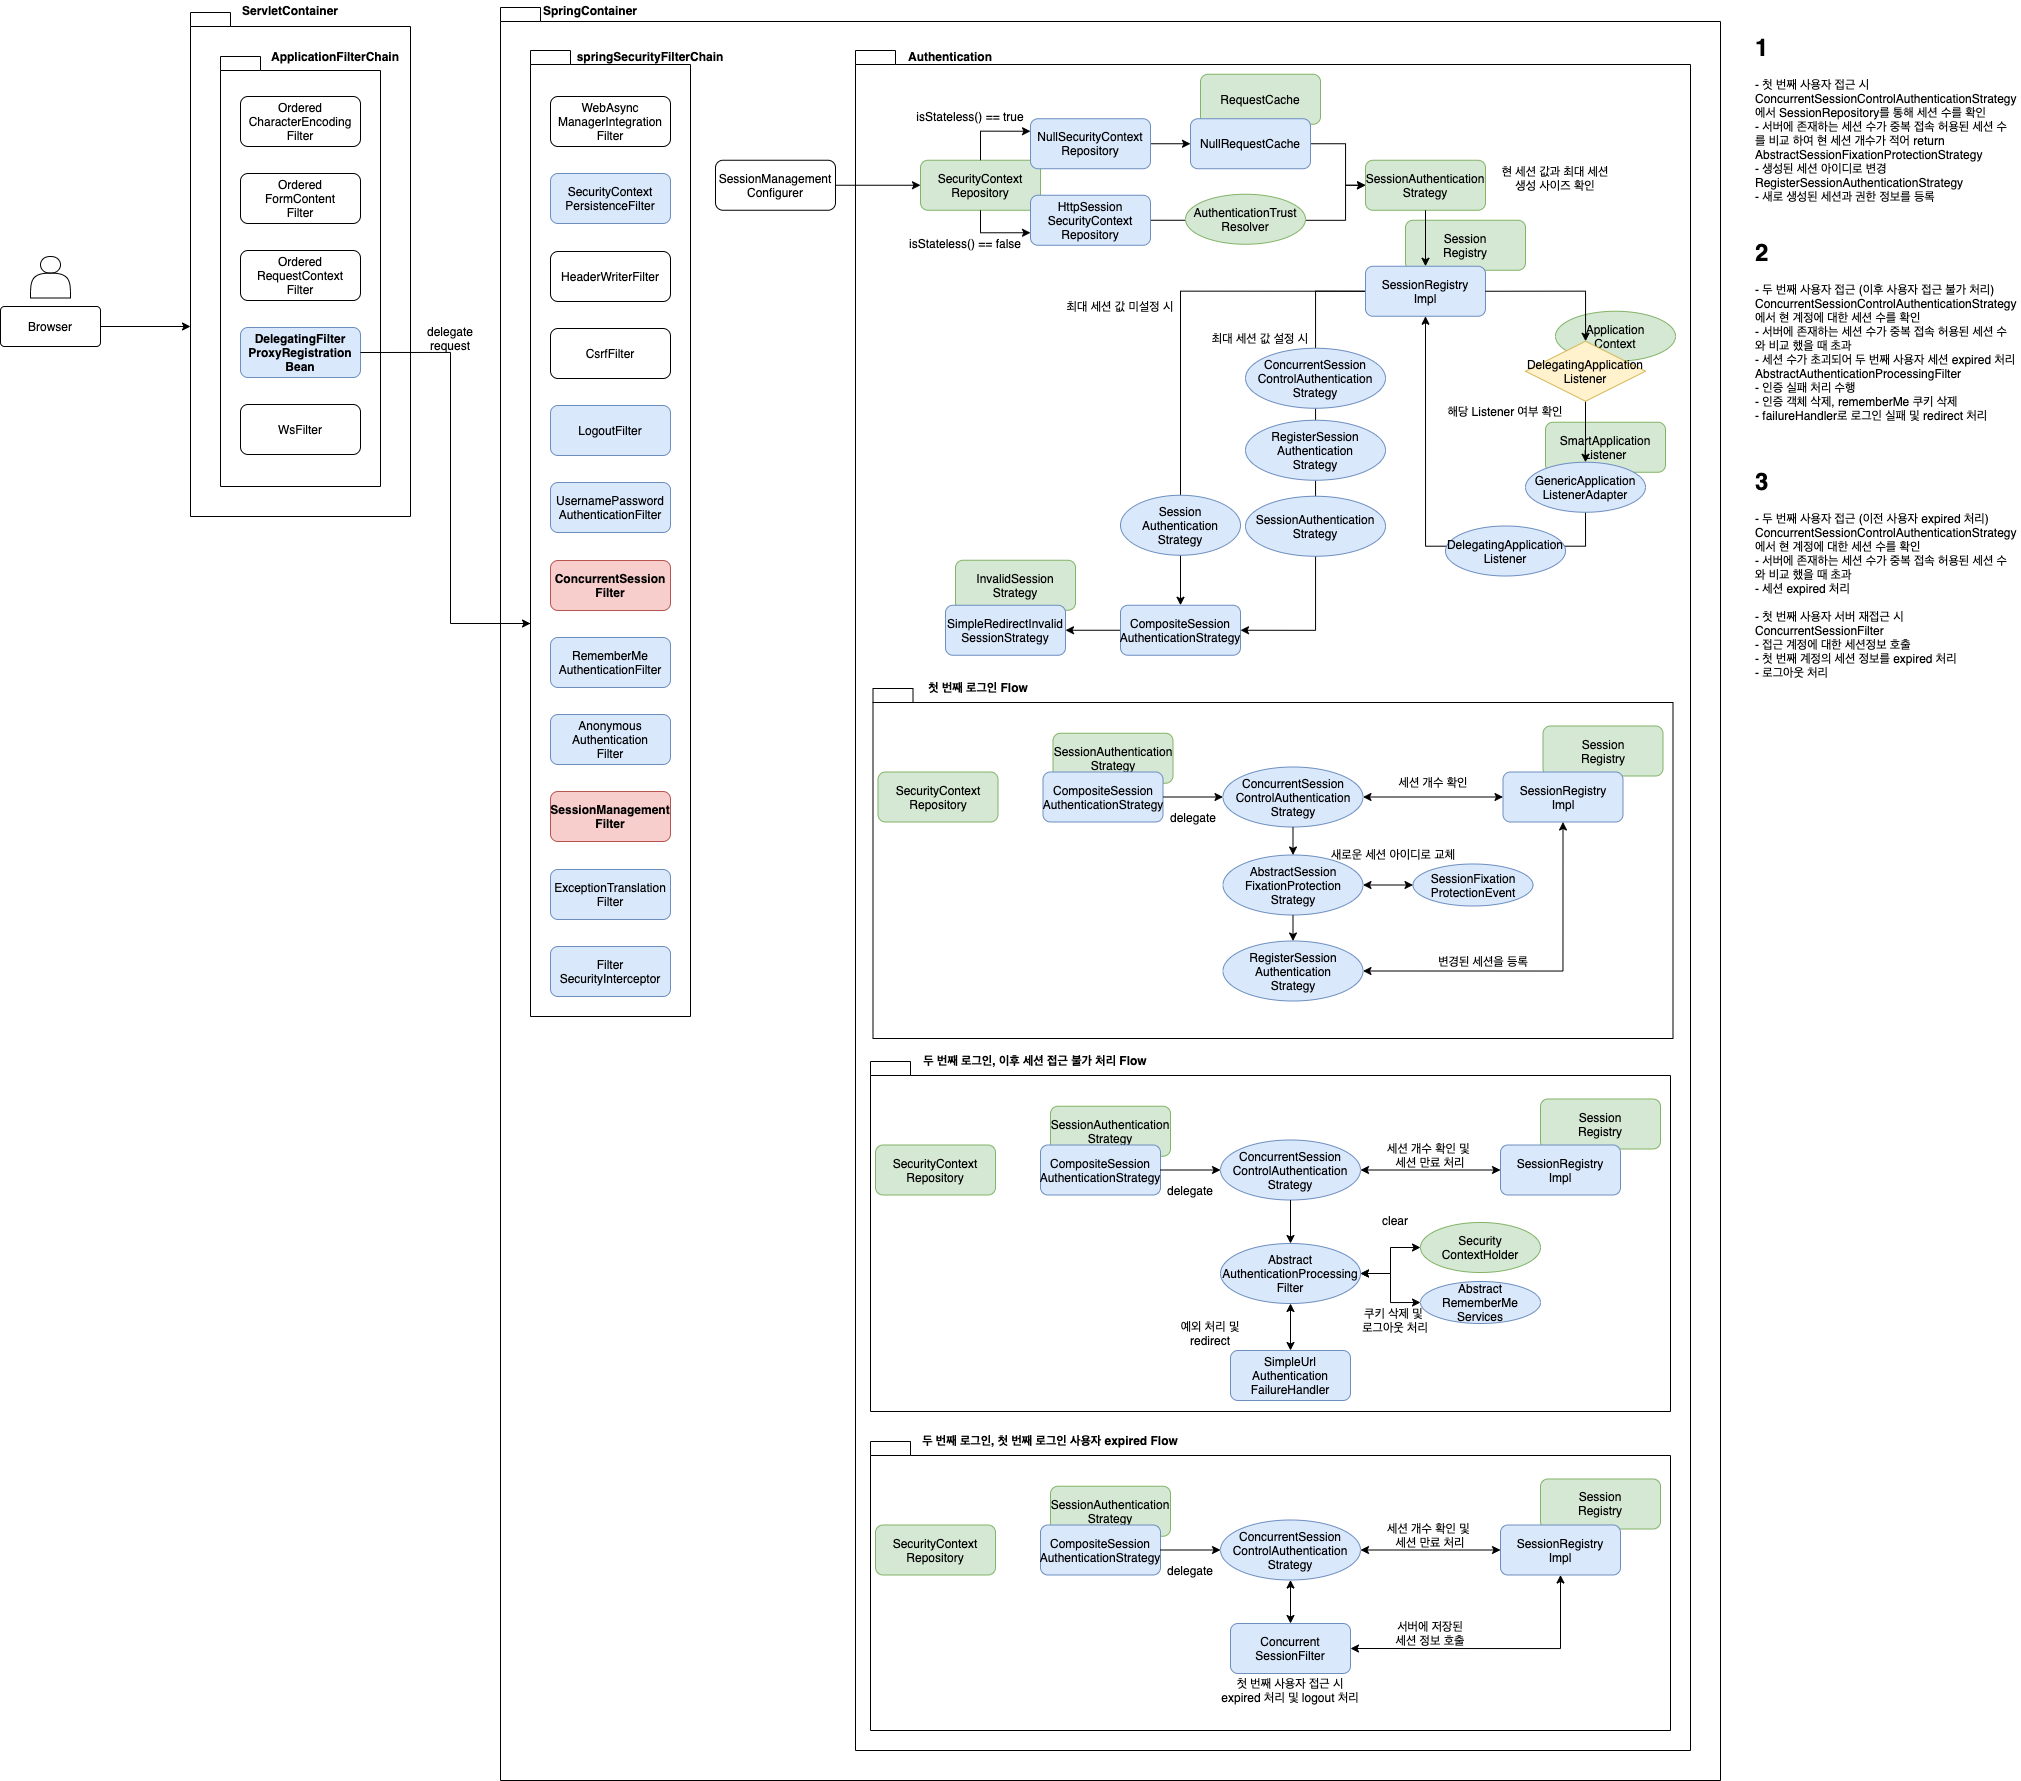 ServletContainer
ApplicationFilterChain
Ordered
CharacterEncoding
Filter
Ordered
FormContent
Filter
Ordered
RequestContext
Filter
DelegatingFilter
ProxyRegistration
Bean
WsFilter
Browser
delegate
request
SpringContainer
springSecurityFilterChain
WebAsync
ManagerIntegration
Filter
SecurityContext
PersistenceFilter
HeaderWriterFilter
CsrfFilter
LogoutFilter
UsernamePassword
AuthenticationFilter
ConcurrentSession
Filter
RememberMe
AuthenticationFilter
Anonymous
Authentication
Filter
SessionManagement
Filter
ExceptionTranslation
Filter
Filter
SecurityInterceptor
SessionManagement
Configurer
Authentication
isStateless() == true
SecurityContext
Repository
isStateless() == false
NullSecurityContext
Repository
HttpSession
SecurityContext
Repository
RequestCache
NullRequestCache
AuthenticationTrust
Resolver
SessionAuthentication
Strategy
현 세션 값과 최대 세션
생성 사이즈 확인
Session
Registry
SessionRegistry
Impl
최대 세션 값 미설정 시
최대 세션 값 설정 시
ConcurrentSession
ControlAuthentication
Strategy
RegisterSession
Authentication
Strategy
SessionAuthentication
Strategy
Session
Authentication
Strategy
Application
Context
DelegatingApplication
Listener
해당 Listener 여부 확인
SmartApplication
Listener
GenericApplication
ListenerAdapter
DelegatingApplication
Listener
InvalidSession
Strategy
SimpleRedirectInvalid
SessionStrategy
CompositeSession
AuthenticationStrategy
첫 번째 로그인 Flow
SecurityContext
Repository
SessionAuthentication
Strategy
CompositeSession
AuthenticationStrategy
delegate
ConcurrentSession
ControlAuthentication
Strategy
세션 개수 확인
Session
Registry
SessionRegistry
Impl
새로운 세션 아이디로 교체
AbstractSession
FixationProtection
Strategy
SessionFixation
ProtectionEvent
RegisterSession
Authentication
Strategy
변경된 세션을 등록
두 번째 로그인, 이후 세션 접근 불가 처리 Flow
SecurityContext
Repository
SessionAuthentication
Strategy
CompositeSession
AuthenticationStrategy
delegate
ConcurrentSession
ControlAuthentication
Strategy
세션 개수 확인 및
세션 만료 처리
Session
Registry
SessionRegistry
Impl
clear
Security
ContextHolder
Abstract
AuthenticationProcessing
Filter
Abstract
RememberMe
Services
쿠키 삭제 및
로그아웃 처리
예외 처리 및
redirect
SimpleUrl
Authentication
FailureHandler
두 번째 로그인, 첫 번째 로그인 사용자 expired Flow
SecurityContext
Repository
SessionAuthentication
Strategy
CompositeSession
AuthenticationStrategy
delegate
ConcurrentSession
ControlAuthentication
Strategy
세션 개수 확인 및
세션 만료 처리
Session
Registry
SessionRegistry
Impl
Concurrent
SessionFilter
서버에 저장된
세션 정보 호출
첫 번째 사용자 접근 시
expired 처리 및 logout 처리
1
- 첫 번째 사용자 접근 시
ConcurrentSessionControlAuthenticationStrategy
에서 SessionRepository를 통해 세션 수를 확인
- 서버에 존재하는 세션 수가 중복 접속 허용된 세션 수
를 비교 하여 현 세션 개수가 적어 return
AbstractSessionFixationProtectionStrategy
- 생성된 세션 아이디로 변경
RegisterSessionAuthenticationStrategy
- 새로 생성된 세션과 권한 정보를 등록
2
- 두 번째 사용자 접근 (이후 사용자 접근 불가 처리)
ConcurrentSessionControlAuthenticationStrategy
에서 현 계정에 대한 세션 수를 확인
- 서버에 존재하는 세션 수가 중복 접속 허용된 세션 수
와 비교 했을 때 초과
- 세션 수가 초괴되어 두 번째 사용자 세션 expired 처리
AbstractAuthenticationProcessingFilter
- 인증 실패 처리 수행
- 인증 객체 삭제, rememberMe 쿠키 삭제
- failureHandler로 로그인 실패 및 redirect 처리
3
- 두 번째 사용자 접근 (이전 사용자 expired 처리)
ConcurrentSessionControlAuthenticationStrategy
에서 현 계정에 대한 세션 수를 확인
- 서버에 존재하는 세션 수가 중복 접속 허용된 세션 수
와 비교 했을 때 초과
- 세션 expired 처리
- 첫 번째 사용자 서버 재접근 시
ConcurrentSessionFilter
- 접근 계정에 대한 세션정보 호출
- 첫 번째 계정의 세션 정보를 expired 처리
- 로그아웃 처리